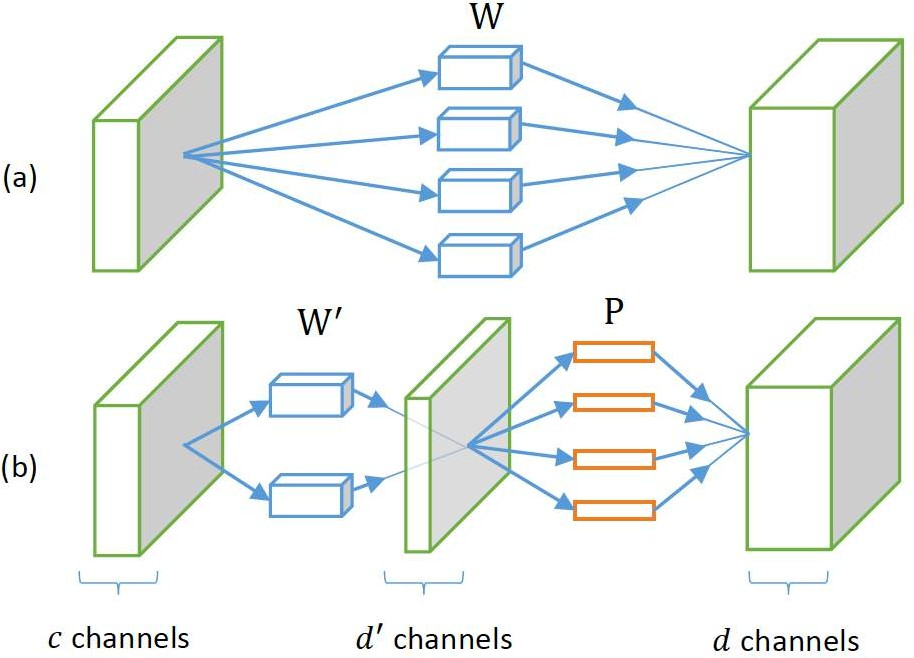 W
(a)
W′
P
(b)
c channels
d′ channels
d channels